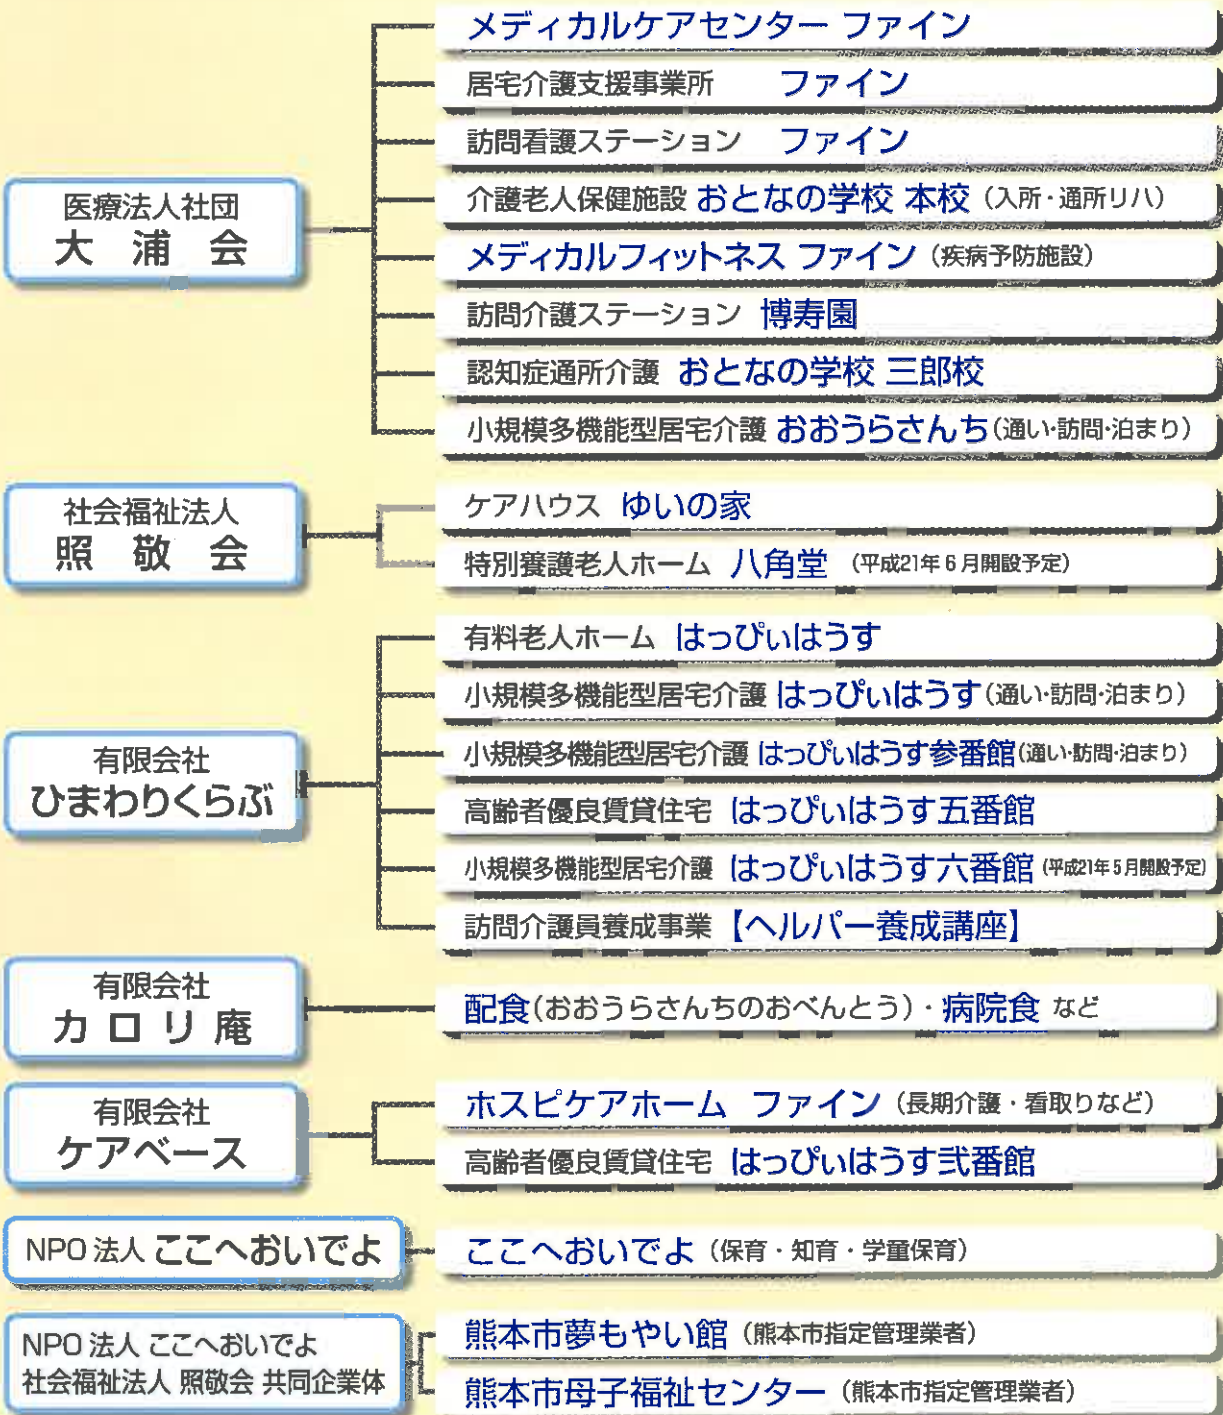 医療法人社団
大浦会
メディカルケアセンター ファイン
居宅介護支援事業所 ファイン
訪問看護ステーション ファイン
介護老人保健施設 おとなの学校 本校（入所・通所リハ）
メディカルフィットネス ファイン（疾病予防施設）
訪問介護ステーション 博寿園
認知症通所介護 おとなの学校 三郎校
小規模多機能型居宅介護 おおうらさんち（通い・訪問・泊まり）
社会福祉法人
照敬会
ケアハウス ゆいの家
特別養護老人ホーム 八角堂（平成21年6月開設予定）
有限会社
ひまわりくらぶ
有料老人ホーム はっぴぃはうす
小規模多機能型居宅介護 はっぴぃはうす（通い・訪問・泊まり）
小規模多機能型居宅介護 はっぴぃはうす参番館（通い・訪問・泊まり）
高齢者優良賃貸住宅 はっぴぃはうす五番館
小規模多機能型居宅介護 はっぴぃはうす六番館（平成21年5月開設予定）
訪問介護員養成事業【ヘルパー養成講座】
有限会社
カロリ庵
配食（おおうらさんちのおべんとう）・病院食 など
有限会社
ケアベース
ホスピケアホーム ファイン（長期介護・看取りなど）
高齢者優良賃貸住宅 はっぴぃはうす弐番館
NPO法人 ここへおいでよ
ここへおいでよ（保育・知育・学童保育）
NPO法人 ここへおいでよ
社会福祉法人 照敬会 共同企業体
熊本市夢もやい館（熊本市指定管理業者）
熊本市母子福祉センター（熊本市指定管理業者）